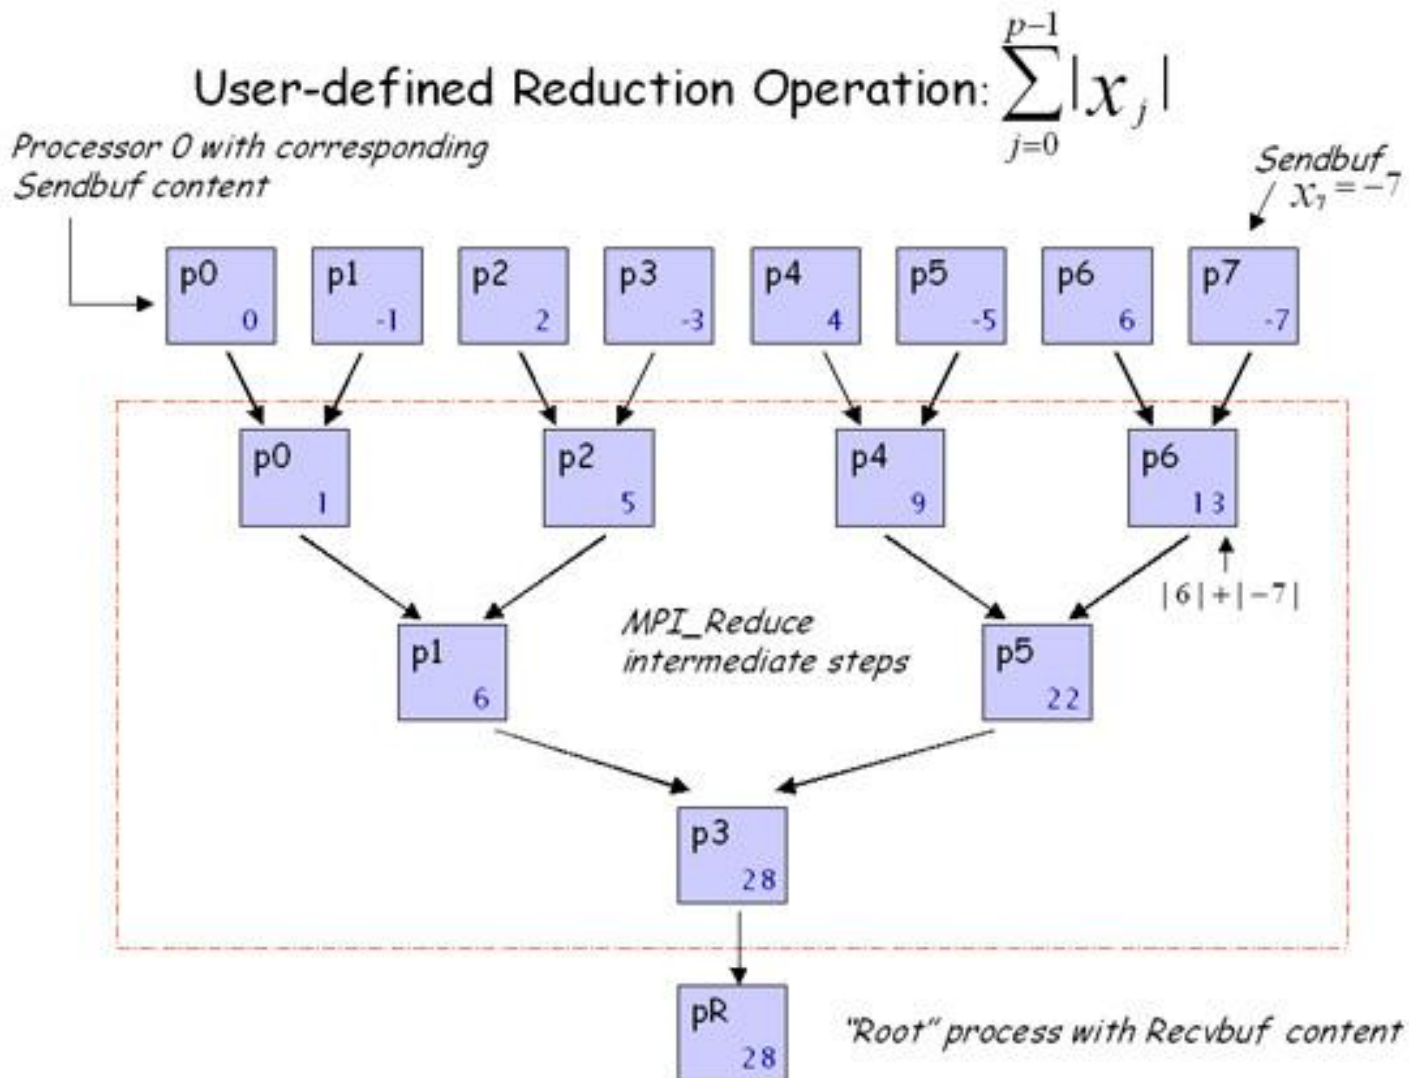 User-defined Reduction Operation: $\sum_{j=0}^{p-1} |x_j|$
Processor 0 with corresponding
Sendbuf content
Sendbuf
$x_7 = -7$
p0
0
p1
-1
p2
2
p3
-3
p4
4
p5
-5
p6
6
p7
-7
p0
1
p2
5
p4
9
p6
13
|6|+|-7|
p1
6
MPI_Reduce
intermediate steps
p5
22
p3
28
pR
28
"Root" process with Recvbuf content